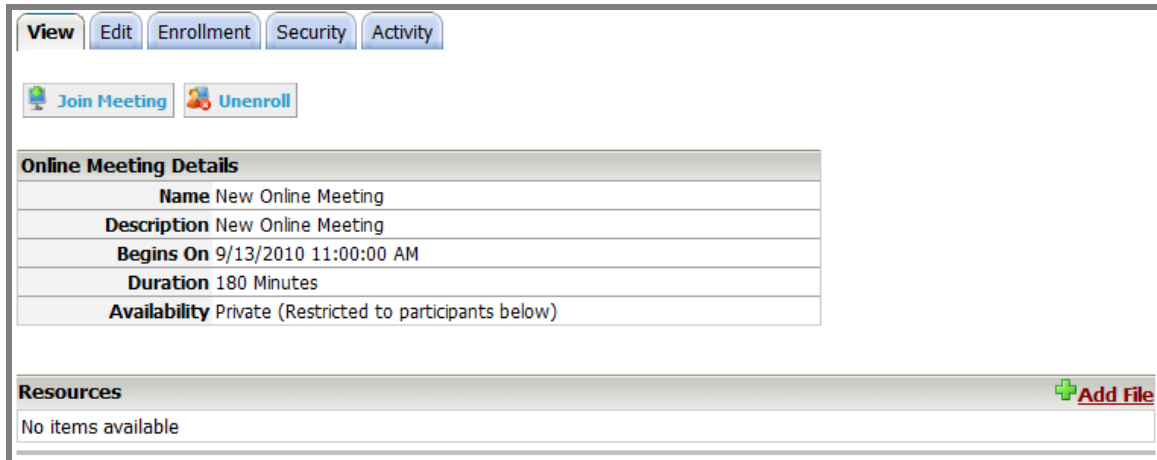 View Edit Enrollment Security Activity
Join Meeting Unenroll
Online Meeting Details
Name New Online Meeting
Description New Online Meeting
Begins On 9/13/2010 11:00:00 AM
Duration 180 Minutes
Availability Private (Restricted to participants below)
Resources Add File
No items available